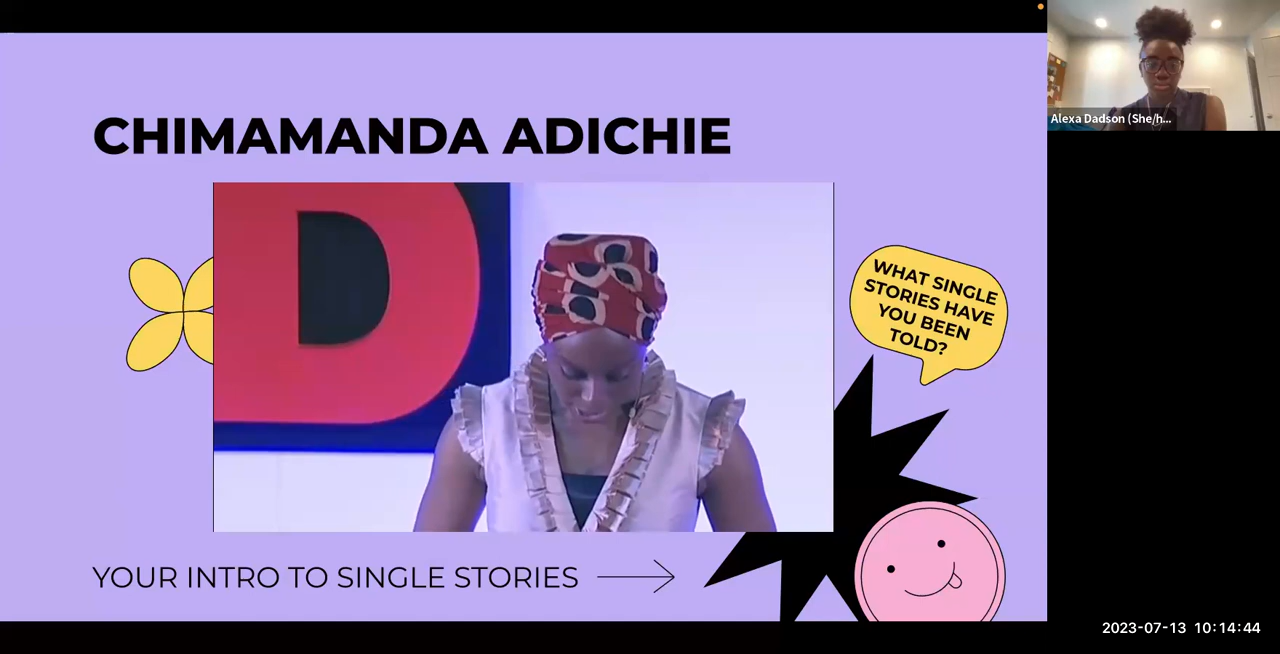 CHIMAMANDA ADICHIE
D
WHAT SINGLE
STORIES HAVE
YOU BEEN
TOLD?
YOUR INTRO TO SINGLE STORIES
Alexa Dadson (She/h...
2023-07-13 10:14:44